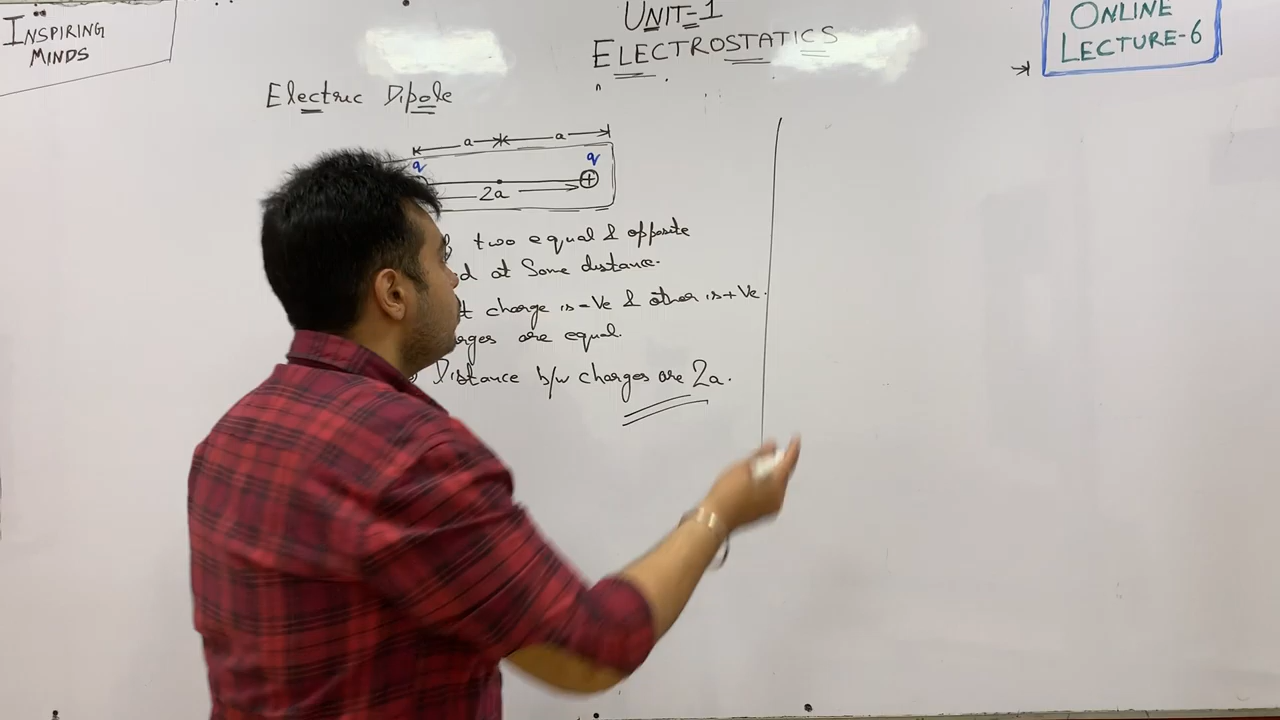 INSPIRING
MINDS
UNIT-1
ELECTROSTATICS
ONLINE
LECTURE-6
Electric Dipole
a a
q q
+
2a
two equal & opposite
at Some distance.
charge is -Ve & other is +Ve.
are equal.
Distance b/w charges are 2a.